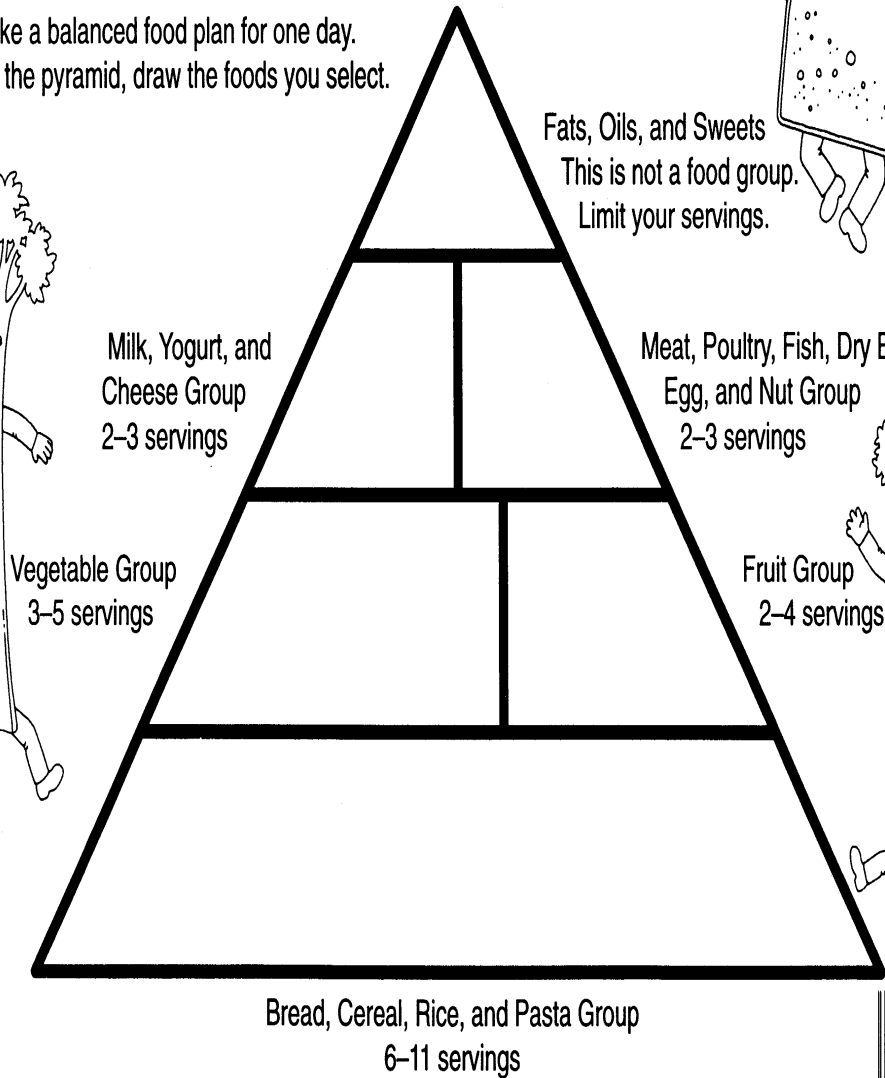 ke a balanced food plan for one day.
the pyramid, draw the foods you select.
Fats, Oils, and Sweets
This is not a food group.
Limit your servings.
Milk, Yogurt, and
Cheese Group
2–3 servings
Meat, Poultry, Fish, Dry
Egg, and Nut Group
2–3 servings
Vegetable Group
3–5 servings
Fruit Group
2–4 servings
Bread, Cereal, Rice, and Pasta Group
6–11 servings